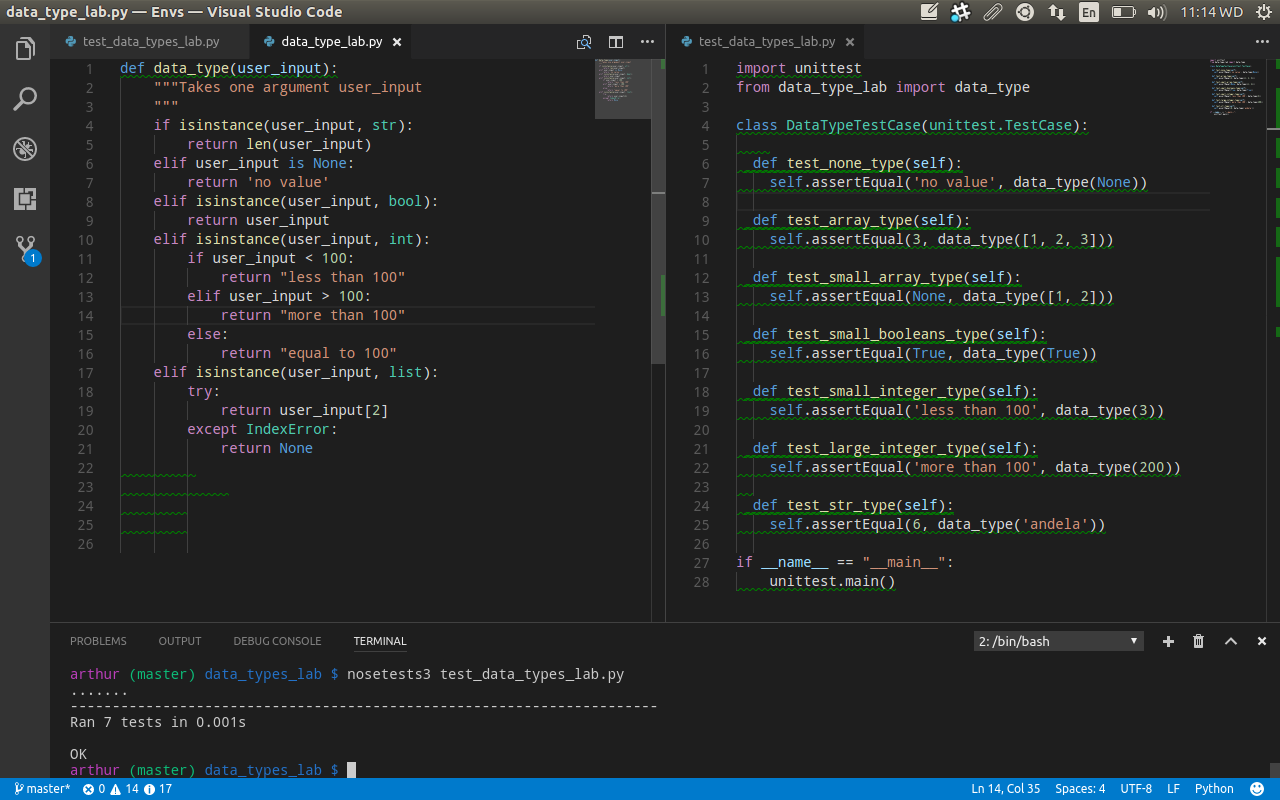 data_type_lab.py — Envs — Visual Studio Code
En 11:14 WD
test_data_types_lab.py data_type_lab.py ×
1 def data_type(user_input):
2     """Takes one argument user_input
3     """
4     if isinstance(user_input, str):
5         return len(user_input)
6     elif user_input is None:
7         return 'no value'
8     elif isinstance(user_input, bool):
9         return user_input
10     elif isinstance(user_input, int):
11         if user_input < 100:
12             return "less than 100"
13         elif user_input > 100:
14             return "more than 100"
15         else:
16             return "equal to 100"
17     elif isinstance(user_input, list):
18         try:
19             return user_input[2]
20         except IndexError:
21             return None
22
23
24
25
26
test_data_types_lab.py ×
1 import unittest
2 from data_type_lab import data_type
3
4 class DataTypeTestCase(unittest.TestCase):
5
6   def test_none_type(self):
7     self.assertEqual('no value', data_type(None))
8
9   def test_array_type(self):
10     self.assertEqual(3, data_type([1, 2, 3]))
11
12   def test_small_array_type(self):
13     self.assertEqual(None, data_type([1, 2]))
14
15   def test_small_booleans_type(self):
16     self.assertEqual(True, data_type(True))
17
18   def test_small_integer_type(self):
19     self.assertEqual('less than 100', data_type(3))
20
21   def test_large_integer_type(self):
22     self.assertEqual('more than 100', data_type(200))
23
24   def test_str_type(self):
25     self.assertEqual(6, data_type('andela'))
26
27 if __name__ == "__main__":
28     unittest.main()
1
PROBLEMS OUTPUT DEBUG CONSOLE TERMINAL 2: /bin/bash
arthur (master) data_types_lab $ nosetests3 test_data_types_lab.py
.......
----------------------------------------------------------------------
Ran 7 tests in 0.001s
OK
arthur (master) data_types_lab $
master* 0 14 17 Ln 14, Col 35 Spaces: 4 UTF-8 LF Python